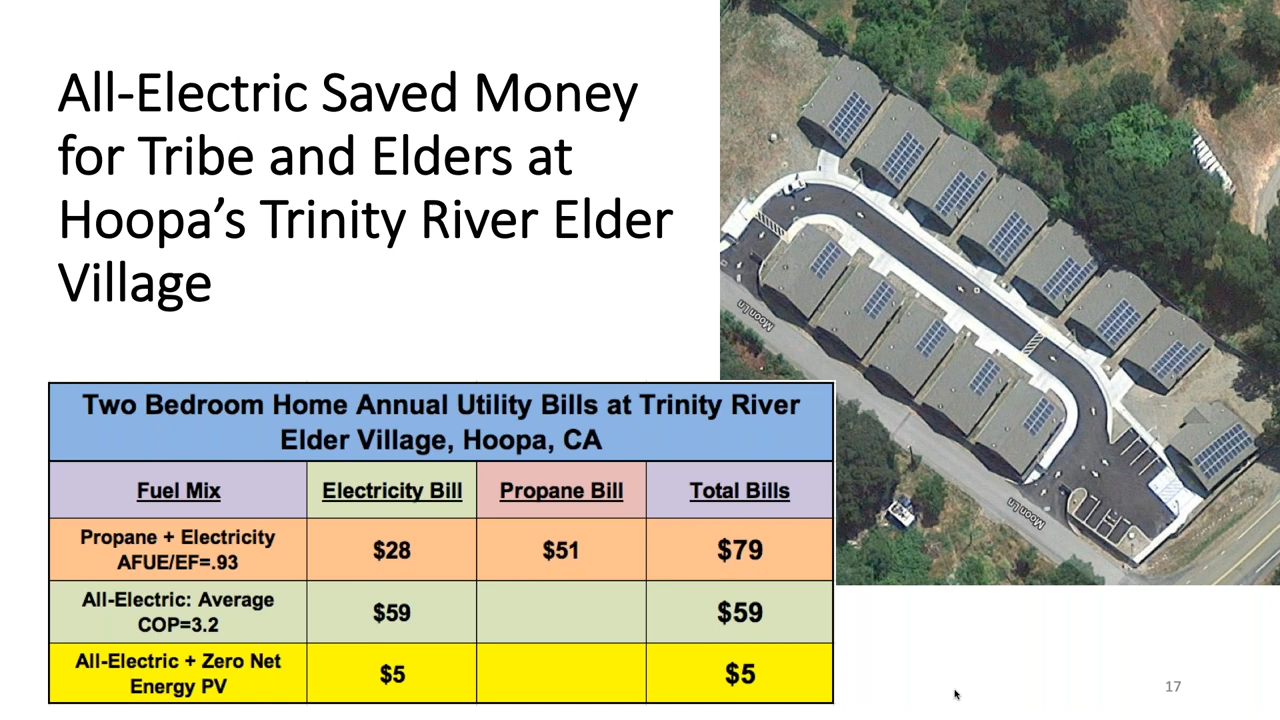 All-Electric Saved Money
for Tribe and Elders at
Hoopa’s Trinity River Elder
Village
Moon Ln
Moon Ln
Two Bedroom Home Annual Utility Bills at Trinity River
Elder Village, Hoopa, CA
Fuel Mix Electricity Bill Propane Bill Total Bills
Propane + Electricity
AFUE/EF=.93
$28 $51 $79
All-Electric: Average
COP=3.2
$59 $59
All-Electric + Zero Net
Energy PV
$5 $5
17